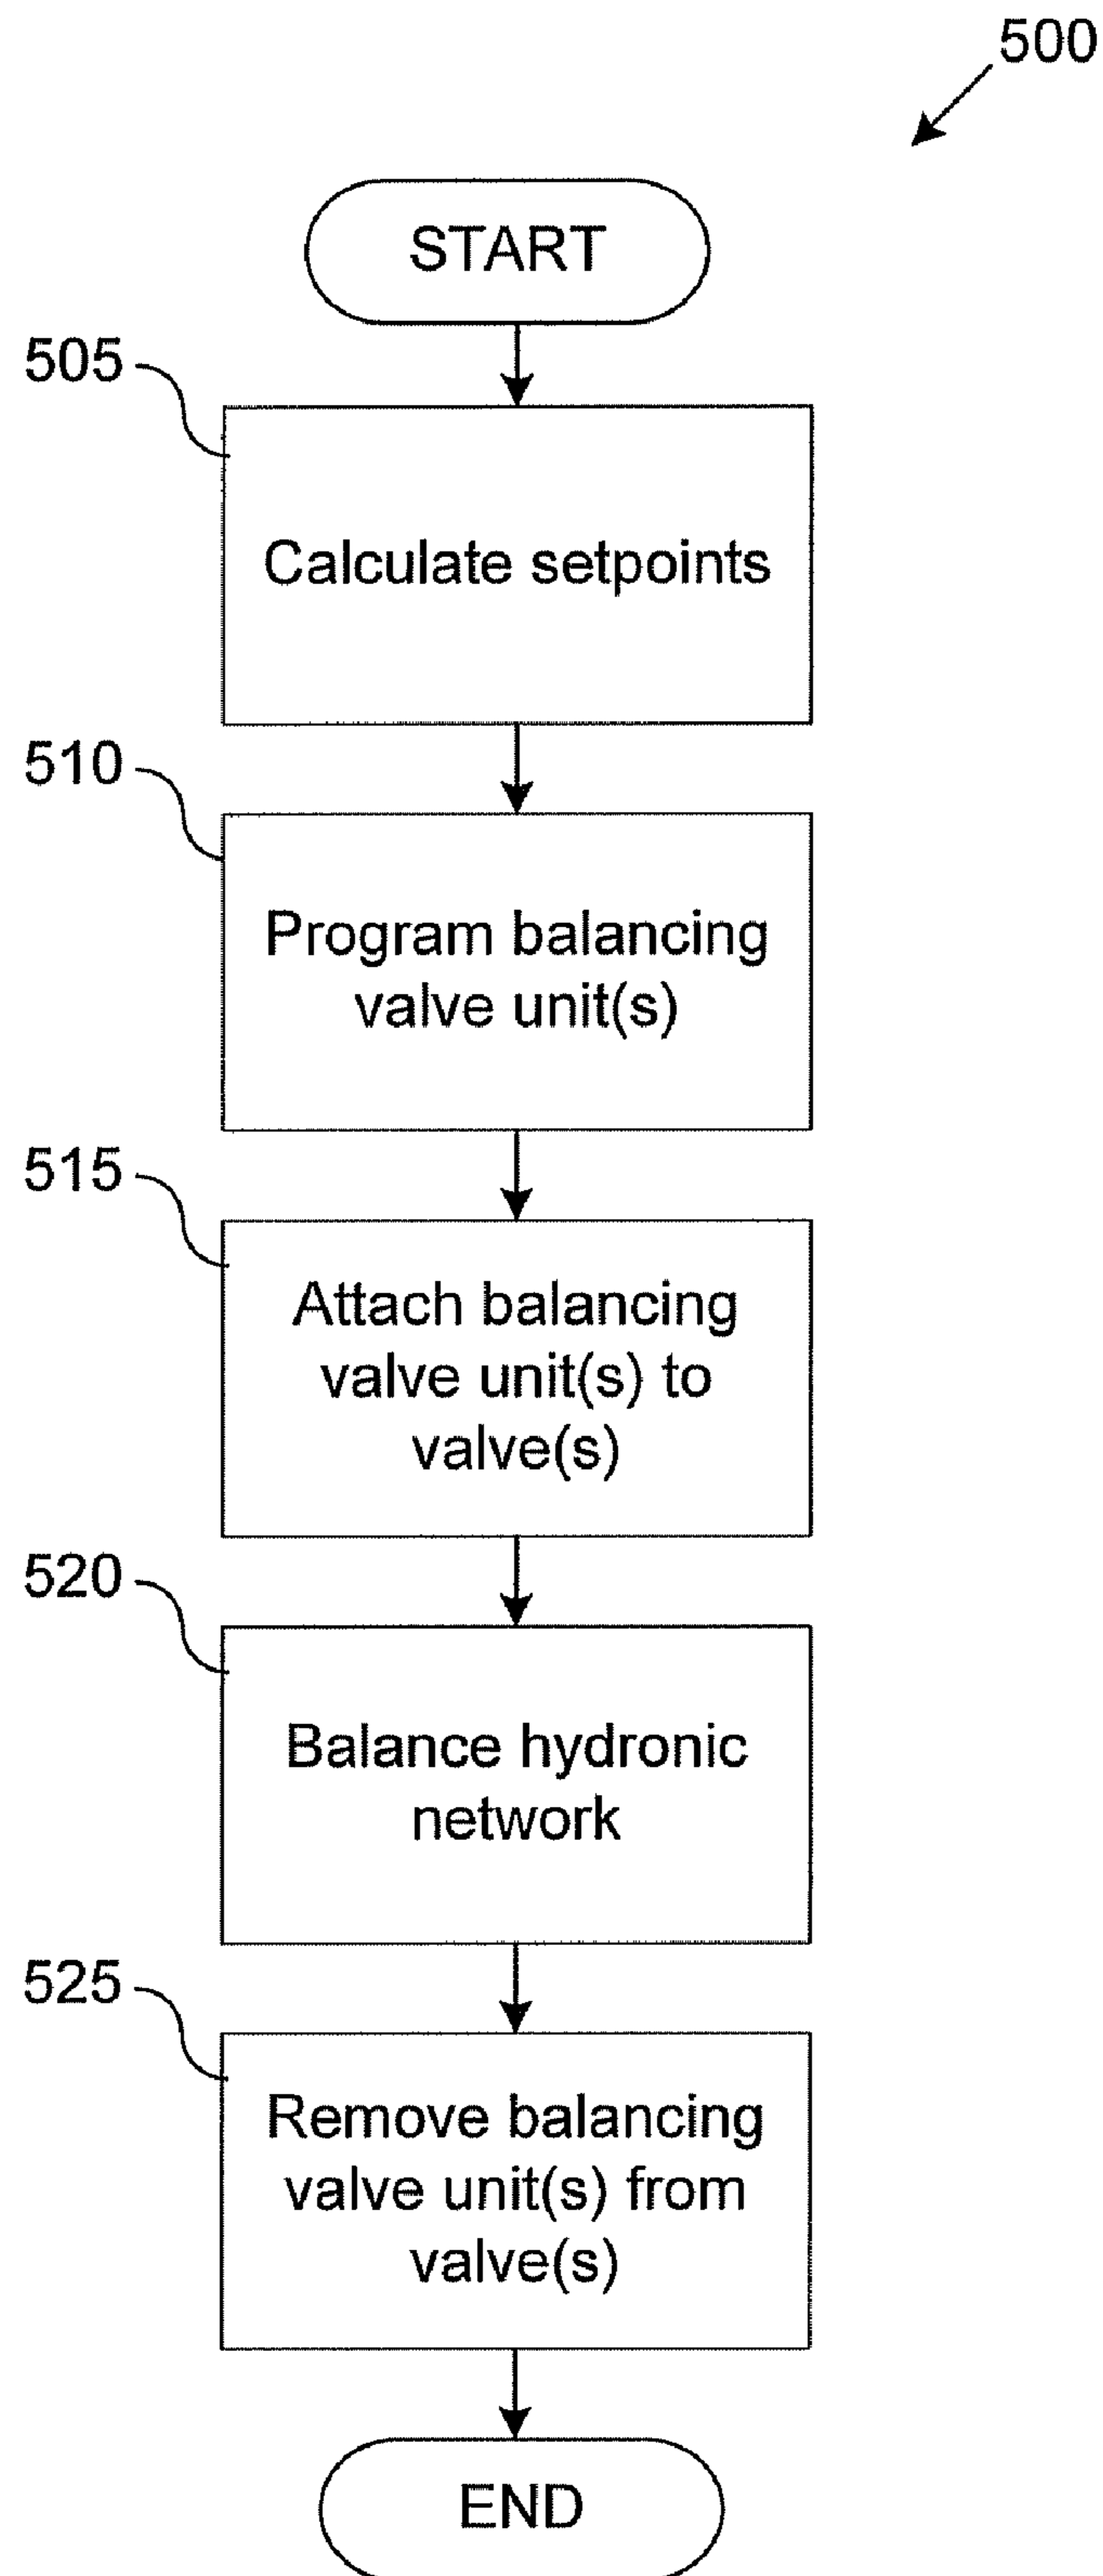 500
START
505
Calculate setpoints
510
Program balancing
valve unit(s)
515
Attach balancing
valve unit(s) to
valve(s)
520
Balance hydronic
network
525
Remove balancing
valve unit(s) from
valve(s)
END